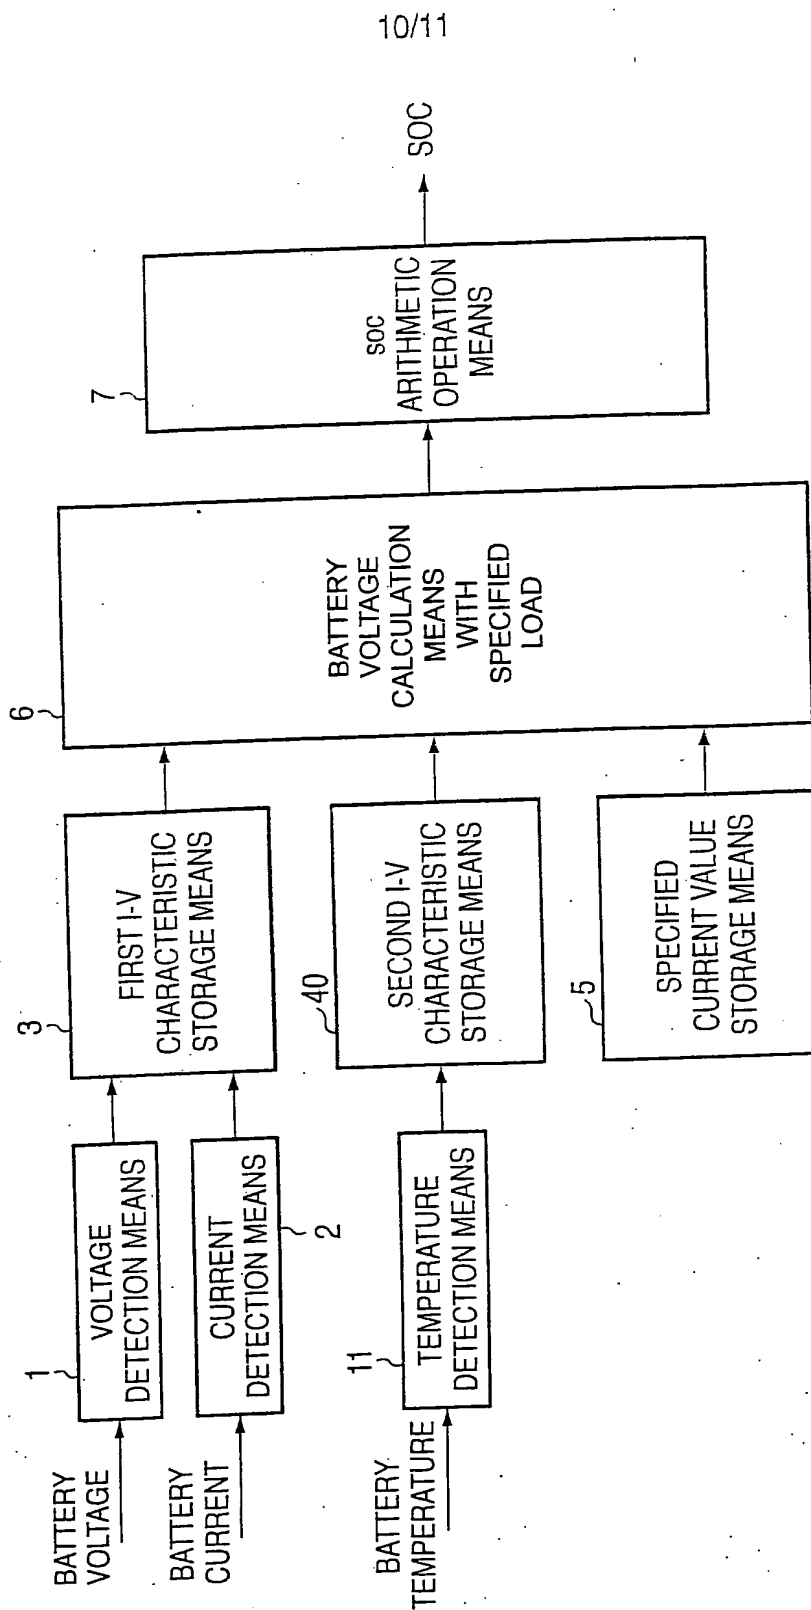 10/11
BATTERY
VOLTAGE
1
VOLTAGE
DETECTION MEANS
BATTERY
CURRENT
CURRENT
DETECTION MEANS
2
BATTERY
TEMPERATURE
11
TEMPERATURE
DETECTION MEANS
3
FIRST I-V
CHARACTERISTIC
STORAGE MEANS
40
SECOND I-V
CHARACTERISTIC
STORAGE MEANS
5
SPECIFIED
CURRENT VALUE
STORAGE MEANS
6
BATTERY
VOLTAGE
CALCULATION
MEANS
WITH
SPECIFIED
LOAD
7
SOC
ARITHMETIC
OPERATION
MEANS
SOC